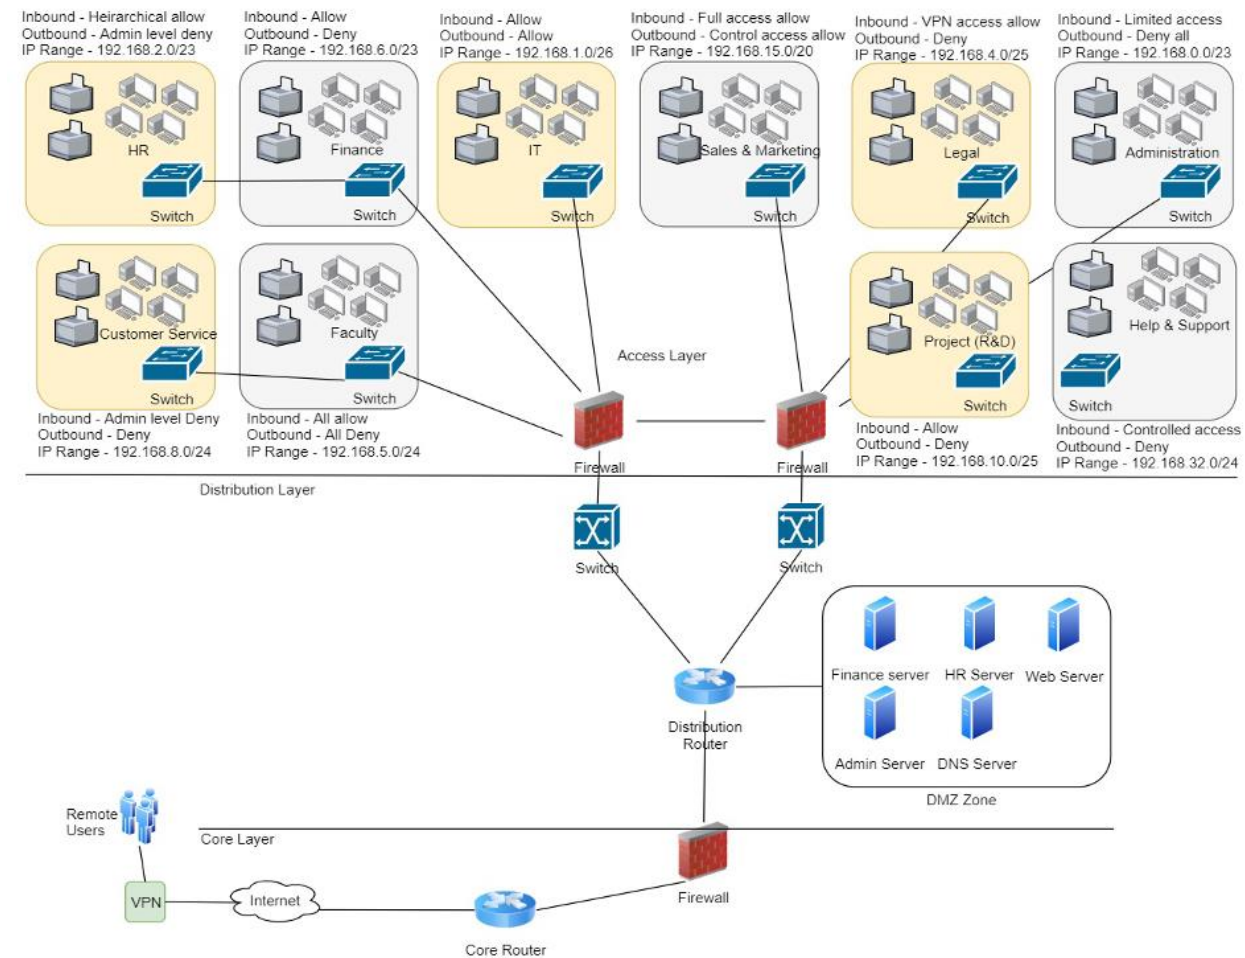 Inbound - Heirarchical allow
Outbound - Admin level deny
IP Range - 192.168.2.0/23
Inbound - Allow
Outbound - Deny
IP Range - 192.168.6.0/23
Inbound - Allow
Outbound - Allow
IP Range - 192.168.1.0/26
Inbound - Full access allow
Outbound - Control access allow
IP Range - 192.168.15.0/20
Inbound - VPN access allow
Outbound - Deny
IP Range - 192.168.4.0/25
Inbound - Limited access
Outbound - Deny all
IP Range - 192.168.0.0/23
HR
Switch
Finance
Switch
IT
Switch
Sales & Marketing
Switch
Legal
Switch
Administration
Switch
Customer Service
Switch
Faculty
Switch
Project (R&D)
Switch
Help & Support
Switch
Inbound - Admin level Deny
Outbound - Deny
IP Range - 192.168.8.0/24
Inbound - All allow
Outbound - All Deny
IP Range - 192.168.5.0/24
Inbound - Allow
Outbound - Deny
IP Range - 192.168.10.0/25
Inbound - Controlled access
Outbound - Deny
IP Range - 192.168.32.0/24
Access Layer
Firewall
Firewall
Distribution Layer
Switch
Switch
Distribution
Router
Finance server
HR Server
Web Server
Admin Server
DNS Server
DMZ Zone
Remote
Users
Core Layer
VPN
Internet
Core Router
Firewall